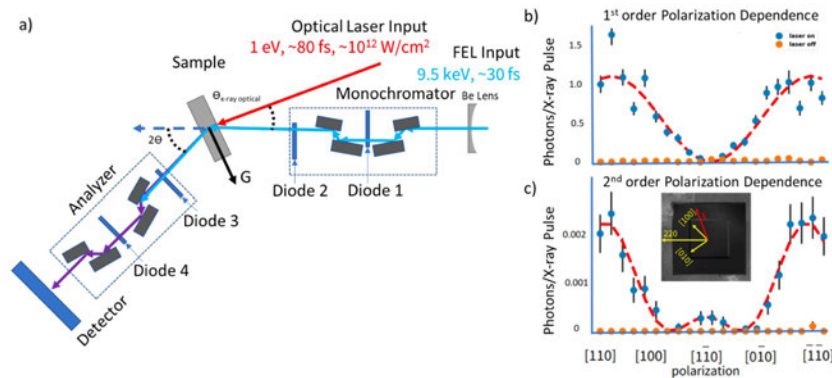 a)
Optical Laser Input
1 eV, ~80 fs, ~10¹² W/cm²
Sample
FEL Input
9.5 keV, ~30 fs
Monochromator
Be Lens
Θx-ray optical
2Θ
G
Diode 2
Diode 1
Analyzer
Diode 3
Diode 4
Detector
b)
1st order Polarization Dependence
laser on
laser off
Photons/X-ray Pulse
1.5
1.0
0.5
0
c)
2nd order Polarization Dependence
Photons/X-ray Pulse
0.002
0.001
0
220
[100]
[010]
[110]
[100]
[11̅0]
[01̅0]
[1̅1̅0]
polarization